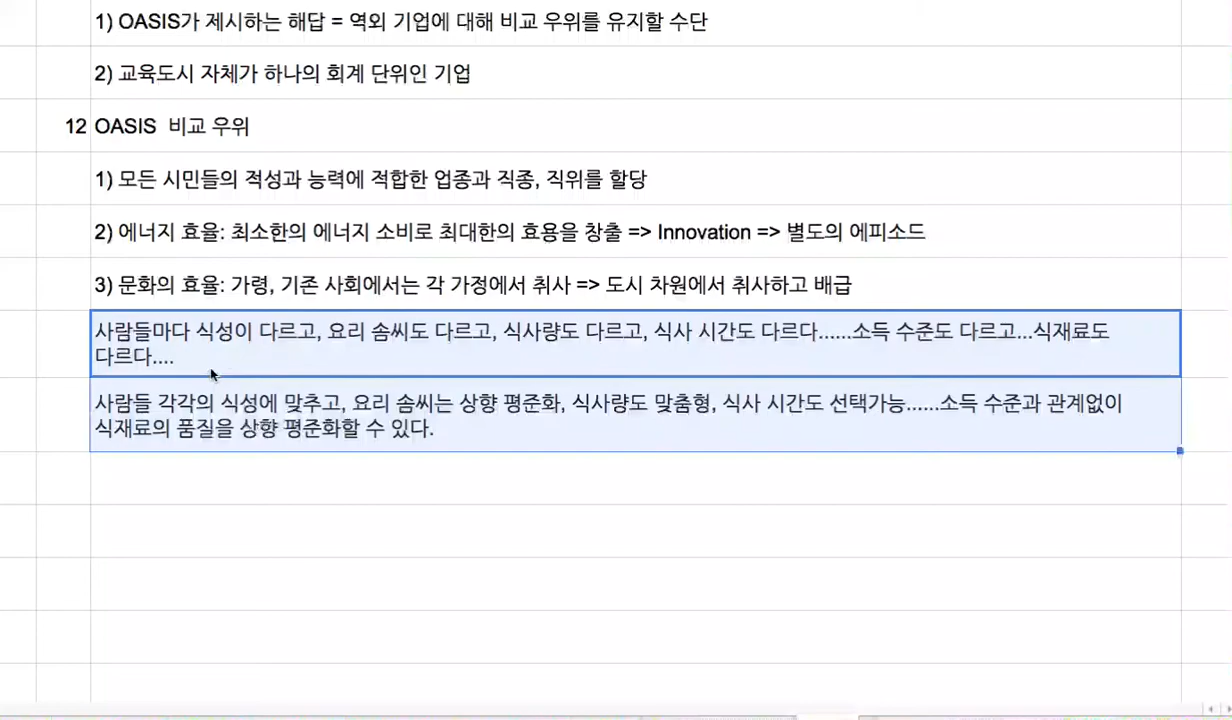 1) OASIS가 제시하는 해답 = 역외 기업에 대해 비교 우위를 유지할 수단
2) 교육도시 자체가 하나의 회계 단위인 기업
12 OASIS 비교 우위
1) 모든 시민들의 적성과 능력에 적합한 업종과 직종, 직위를 할당
2) 에너지 효율: 최소한의 에너지 소비로 최대한의 효용을 창출 => Innovation => 별도의 에피소드
3) 문화의 효율: 가령, 기존 사회에서는 각 가정에서 취사 => 도시 차원에서 취사하고 배급
사람들마다 식성이 다르고, 요리 솜씨도 다르고, 식사량도 다르고, 식사 시간도 다르다......소득 수준도 다르고...식재료도
다르다....
사람들 각각의 식성에 맞추고, 요리 솜씨는 상향 평준화, 식사량도 맞춤형, 식사 시간도 선택가능......소득 수준과 관계없이
식재료의 품질을 상향 평준화할 수 있다.